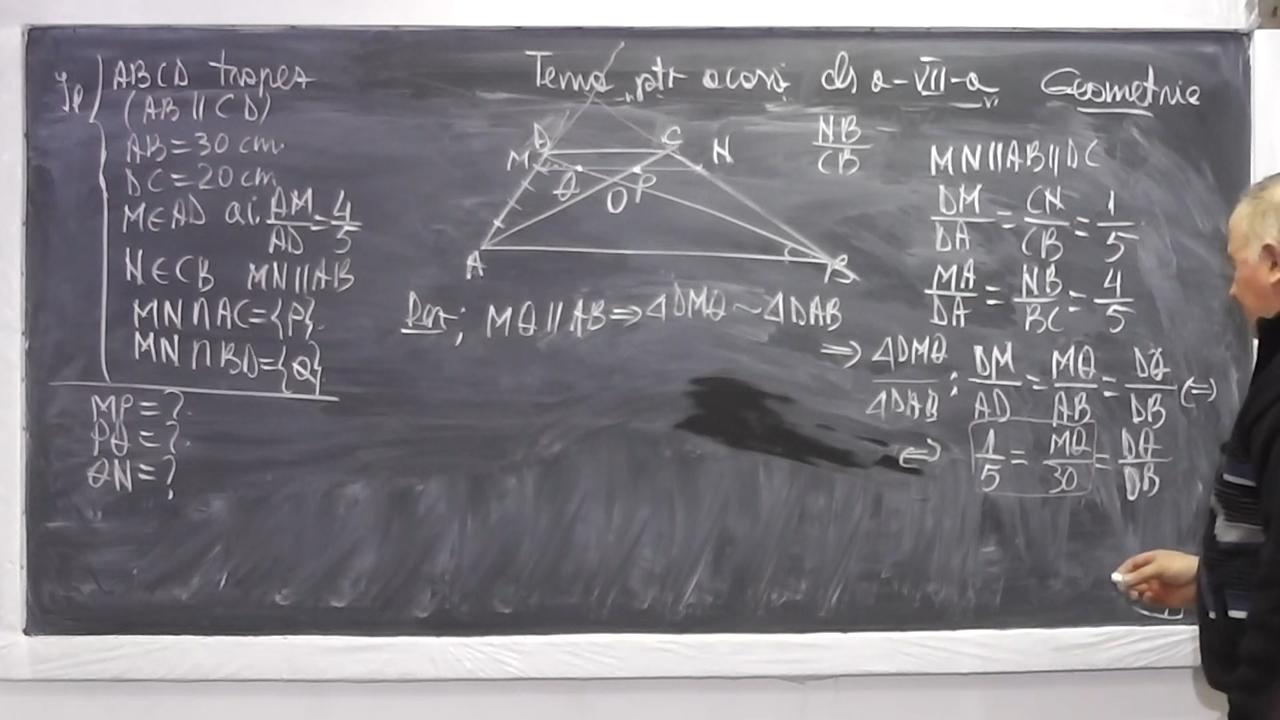 Tema ptr acasă cls a-VII-a Geometrie
Ip
ABCD trapez
(AB ∥ CD)
AB = 30 cm
DC = 20 cm
M∈AD aî. AM/AD = 4/5
N∈CB MN∥AB
MN∩AC={P}.
MN∩BD={Q}
MP = ?.
PQ = ?.
QN = ?
D C
M N
Q O P
A B
NB/CB
Dem; MQ∥AB ⇒ ΔDMQ ~ ΔDAB
MN∥AB∥DC
DM/DA = CN/CB = 1/5
MA/DA = NB/BC = 4/5
⇒ ΔDMQ/ΔDAB : DM/AD = MQ/AB = DQ/DB ⇔
⇔ 1/5 = MQ/30 = DQ/DB